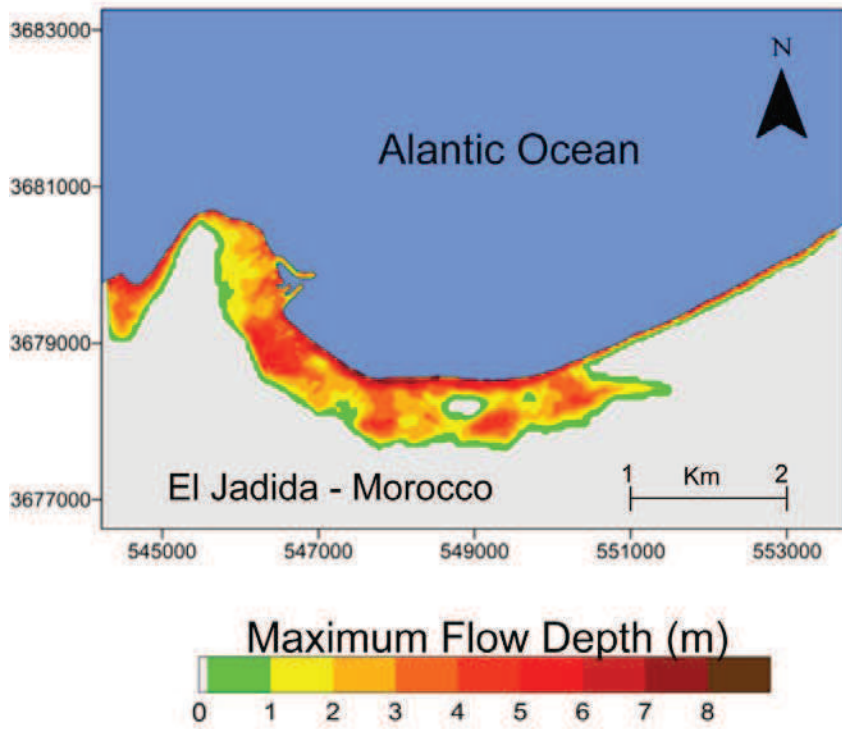 3683000
N
Alantic Ocean
3681000
3679000
El Jadida - Morocco
1 Km 2
3677000
545000 547000 549000 551000 553000
Maximum Flow Depth (m)
0 1 2 3 4 5 6 7 8